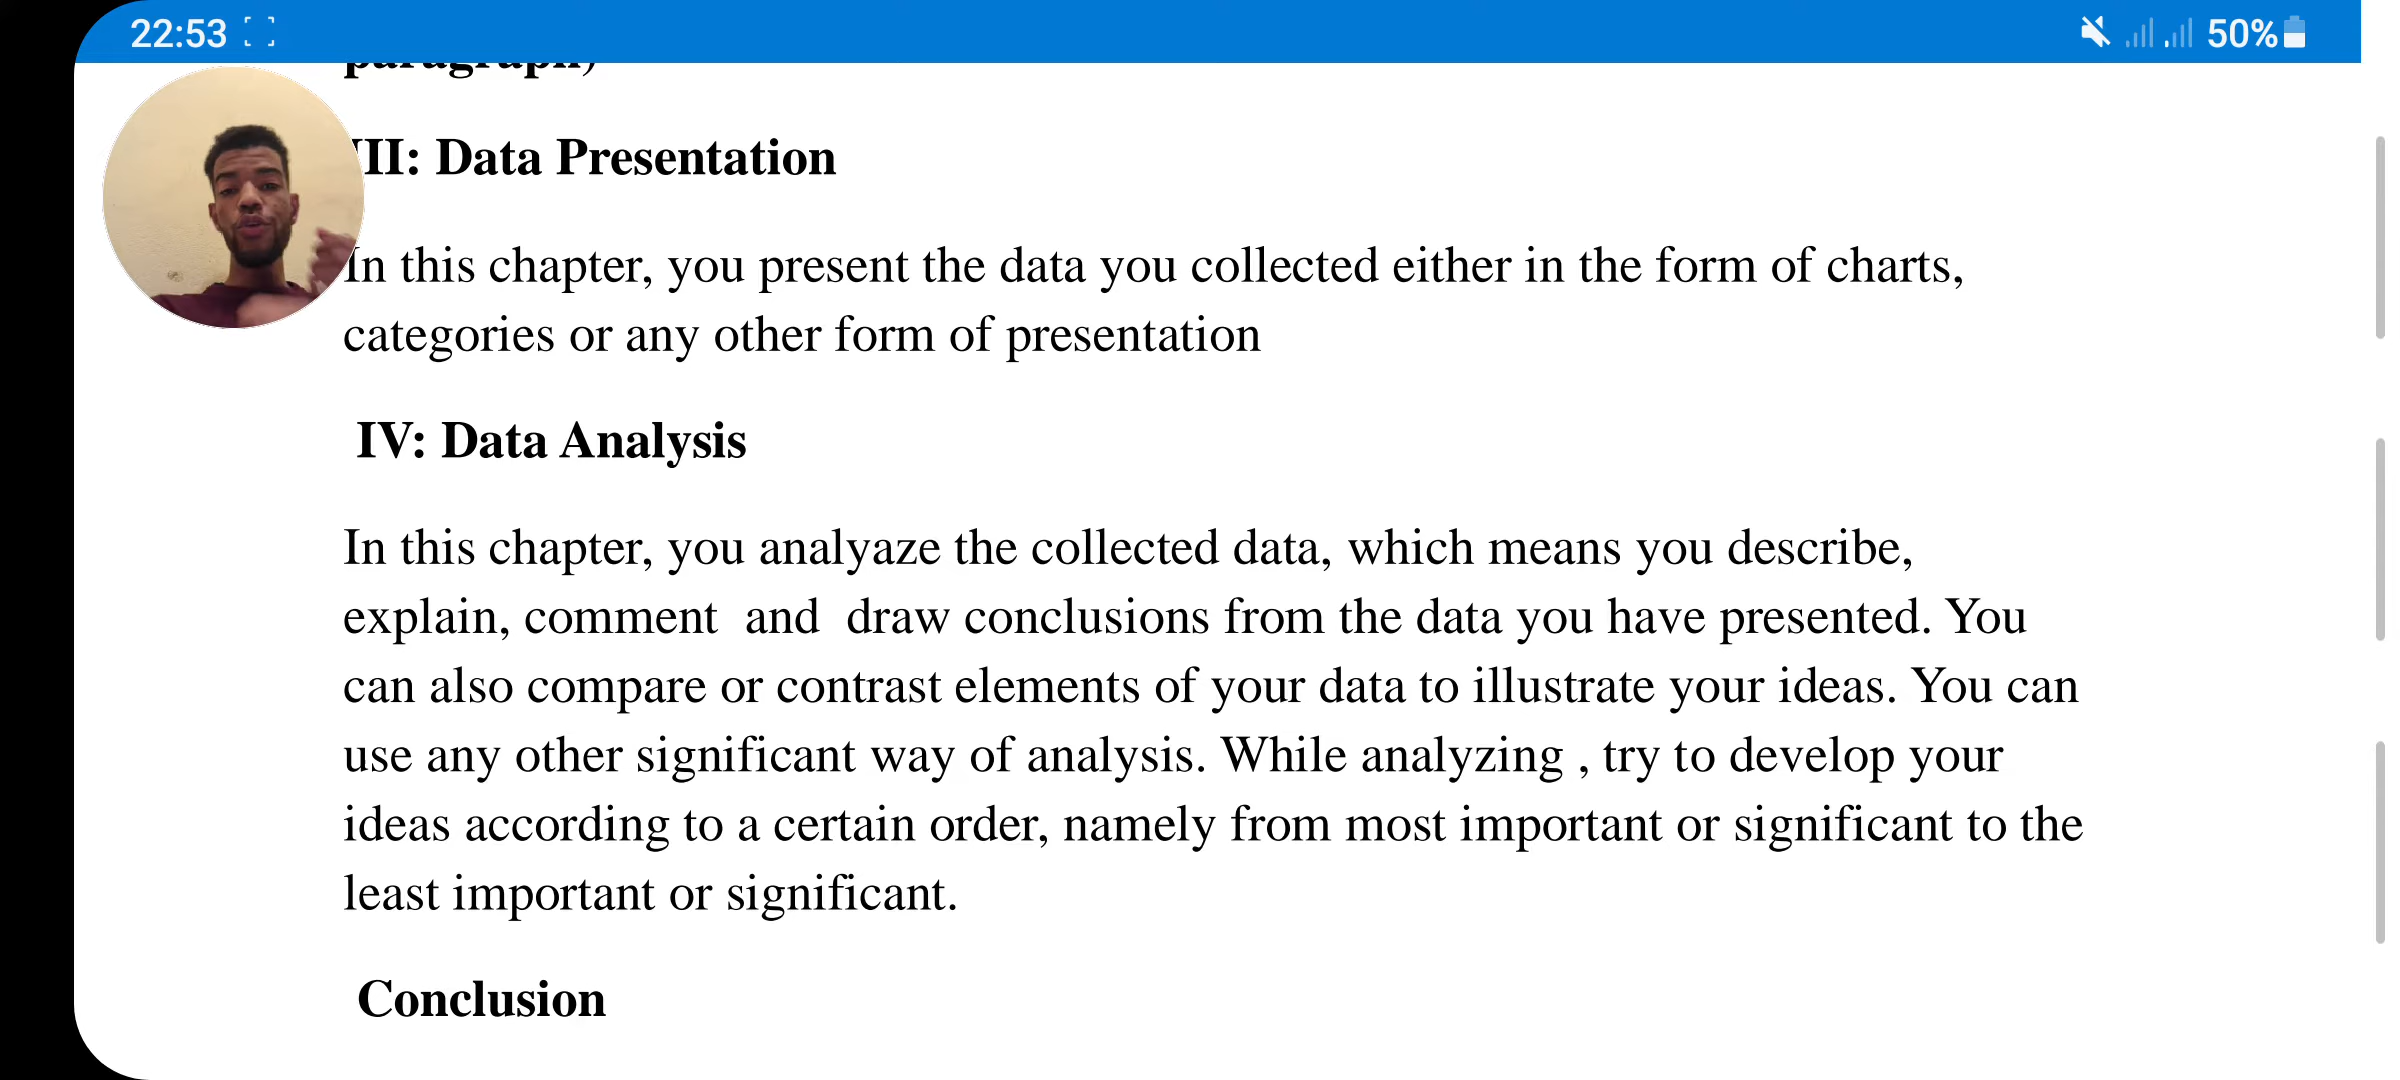 22:53 50%
paragraph)
III: Data Presentation
In this chapter, you present the data you collected either in the form of charts,
categories or any other form of presentation
IV: Data Analysis
In this chapter, you analyaze the collected data, which means you describe,
explain, comment  and  draw conclusions from the data you have presented. You
can also compare or contrast elements of your data to illustrate your ideas. You can
use any other significant way of analysis. While analyzing , try to develop your
ideas according to a certain order, namely from most important or significant to the
least important or significant.
Conclusion